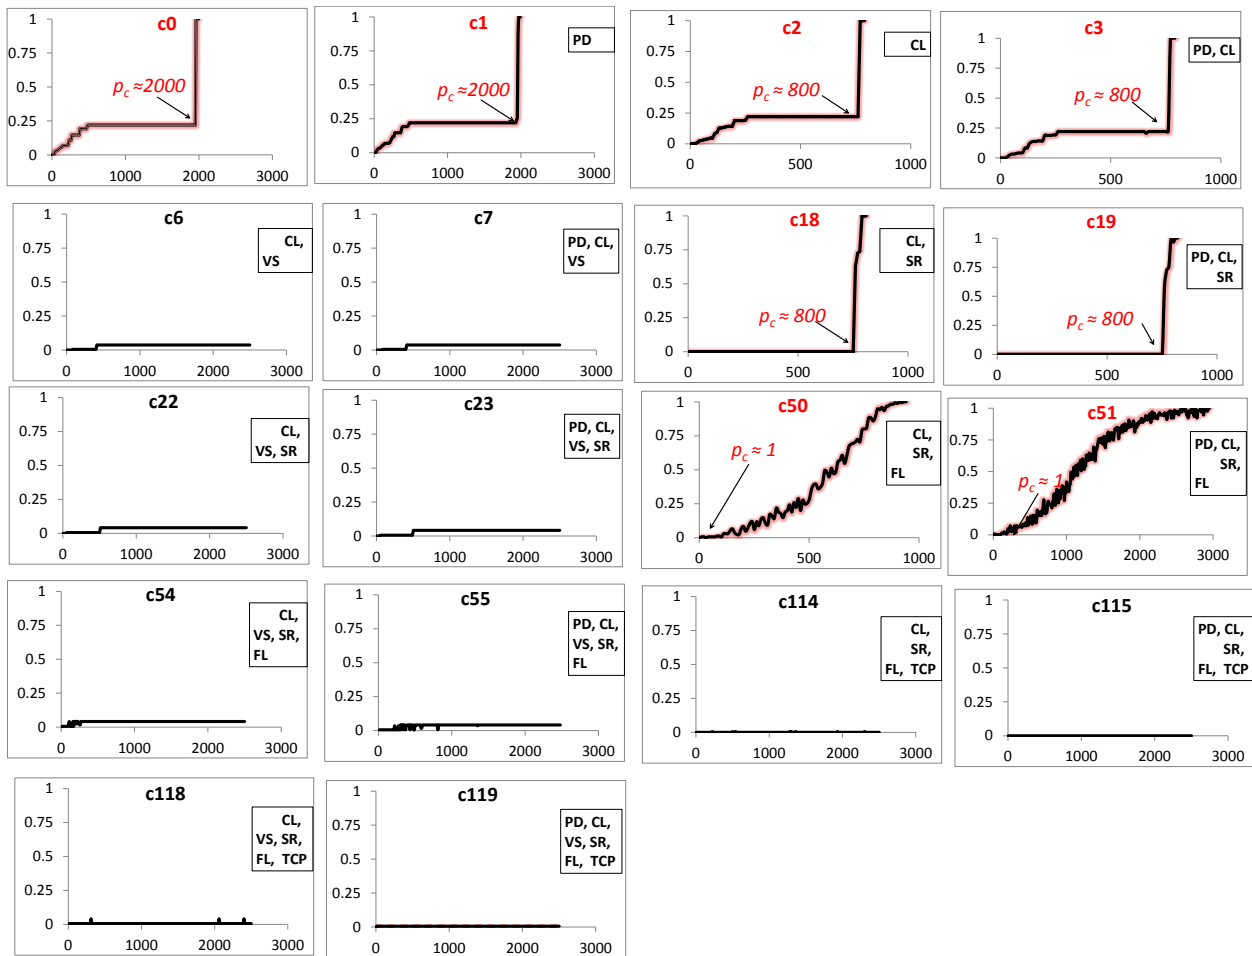 c0
1
0.75
0.5
0.25
0
p_c ≈2000
0 1000 2000 3000
c1
PD
1
0.75
0.5
0.25
0
p_c ≈2000
0 1000 2000 3000
c2
CL
1
0.75
0.5
0.25
0
p_c ≈ 800
0 500 1000
c3
PD, CL
1
0.75
0.5
0.25
0
p_c ≈ 800
0 500 1000
c6
CL,
VS
1
0.75
0.5
0.25
0
0 1000 2000 3000
c7
PD, CL,
VS
1
0.75
0.5
0.25
0
0 1000 2000 3000
c18
CL,
SR
1
0.75
0.5
0.25
0
p_c ≈ 800
0 500 1000
c19
PD, CL,
SR
1
0.75
0.5
0.25
0
p_c ≈ 800
0 500 1000
c22
CL,
VS, SR
1
0.75
0.5
0.25
0
0 1000 2000 3000
c23
PD, CL,
VS, SR
1
0.75
0.5
0.25
0
0 1000 2000 3000
c50
CL,
SR,
FL
1
0.75
0.5
0.25
0
p_c ≈ 1
0 500 1000
c51
PD, CL,
SR,
FL
1
0.75
0.5
0.25
0
p_c ≈ 1
0 1000 2000 3000
c54
CL,
VS, SR,
FL
1
0.75
0.5
0.25
0
0 1000 2000 3000
c55
PD, CL,
VS, SR,
FL
1
0.75
0.5
0.25
0
0 1000 2000 3000
c114
CL,
SR,
FL, TCP
1
0.75
0.5
0.25
0
0 1000 2000 3000
c115
PD, CL,
SR,
FL, TCP
1
0.75
0.5
0.25
0
0 1000 2000 3000
c118
CL,
VS, SR,
FL, TCP
1
0.75
0.5
0.25
0
0 1000 2000 3000
c119
PD, CL,
VS, SR,
FL, TCP
1
0.75
0.5
0.25
0
0 1000 2000 3000